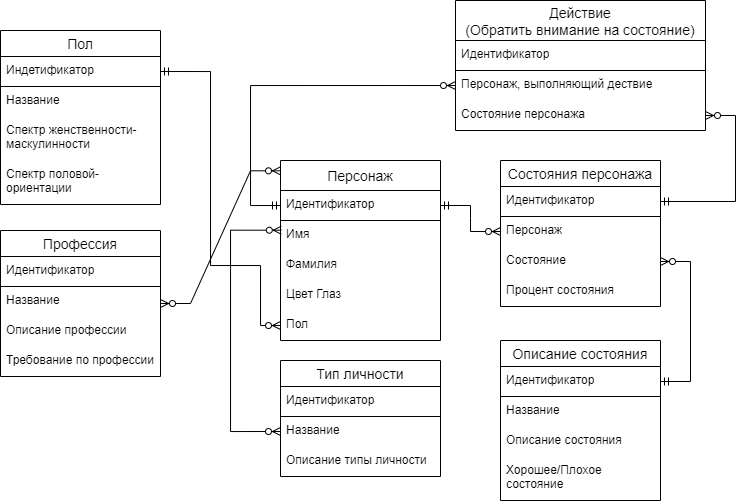 Пол
Индетификатор
Название
Спектр женственности-
маскулинности
Спектр половой-
ориентации
Профессия
Идентификатор
Название
Описание профессии
Требование по профессии
Персонаж
Идентификатор
Имя
Фамилия
Цвет Глаз
Пол
Тип личности
Идентификатор
Название
Описание типы личности
Действие
(Обратить внимание на состояние)
Идентификатор
Персонаж, выполняющий дествие
Состояние персонажа
Состояния персонажа
Идентификатор
Персонаж
Состояние
Процент состояния
Описание состояния
Идентификатор
Название
Описание состояния
Хорошее/Плохое
состояние